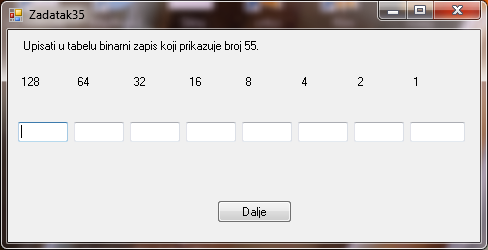 Zadatak35
Upisati u tabelu binarni zapis koji prikazuje broj 55.
128 64 32 16 8 4 2 1
Dalje